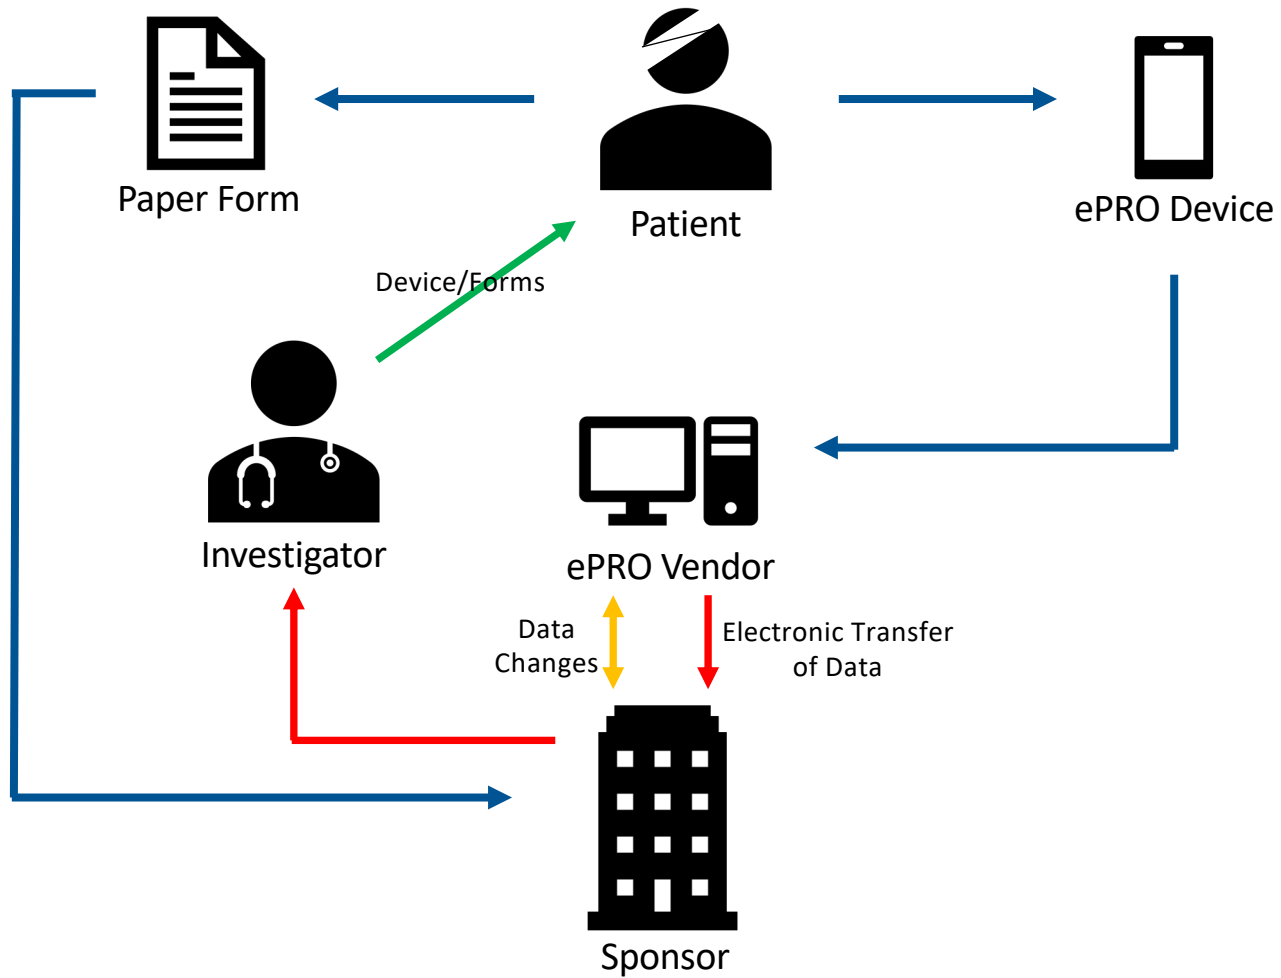 Paper Form
Patient
ePRO Device
Device/Forms
Investigator
ePRO Vendor
Data
Changes
Electronic Transfer
of Data
Sponsor